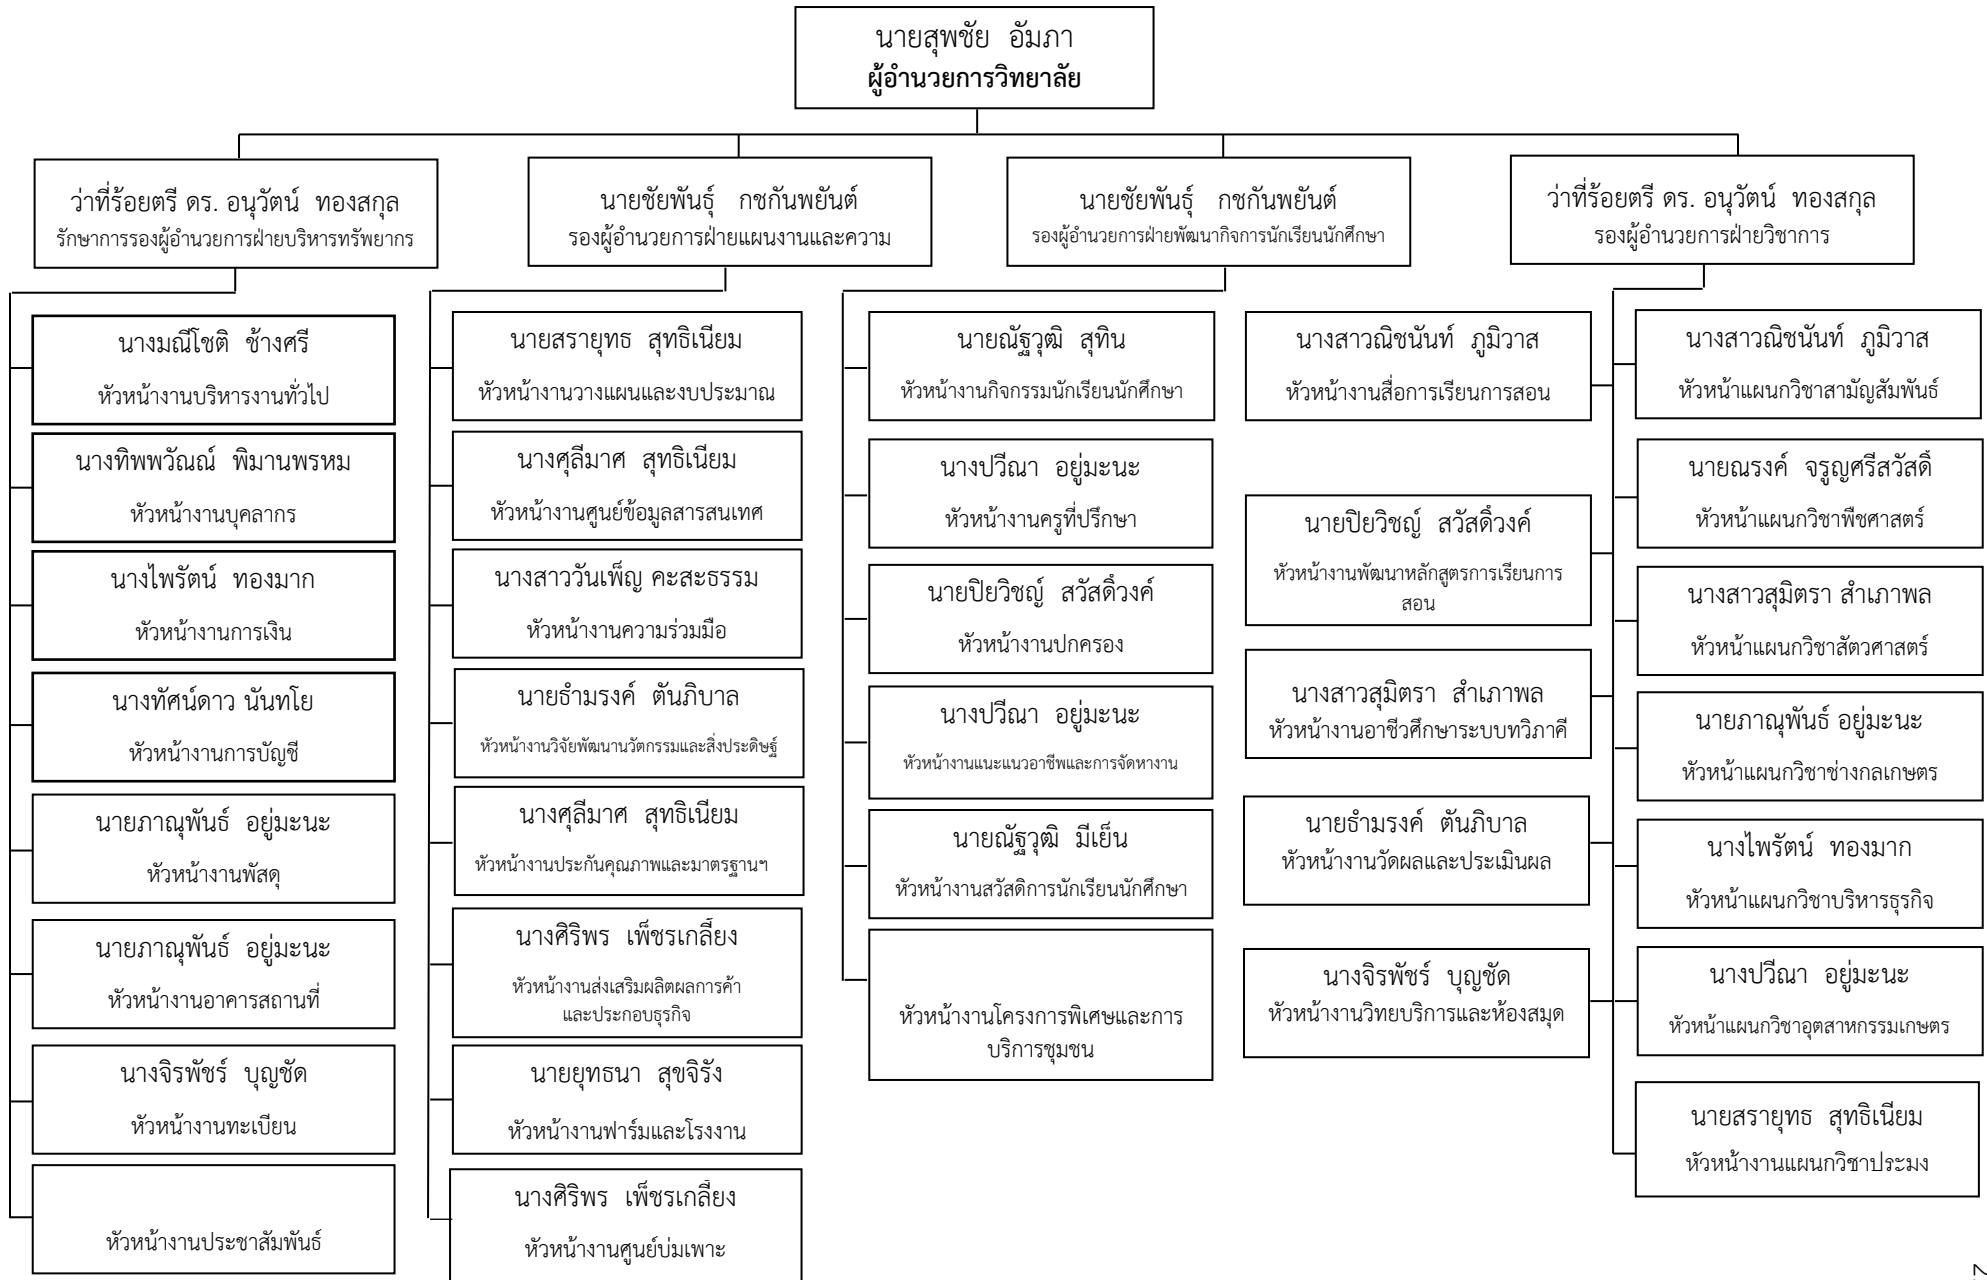 นายสุพชัย อัมภา
ผู้อำนวยการวิทยาลัย
ว่าที่ร้อยตรี ดร. อนุวัตน์ ทองสกุล
รักษาการรองผู้อำนวยการฝ่ายบริหารทรัพยากร
นายชัยพันธุ์ กชกันพยันต์
รองผู้อำนวยการฝ่ายแผนงานและความ
นายชัยพันธุ์ กชกันพยันต์
รองผู้อำนวยการฝ่ายพัฒนากิจการนักเรียนนักศึกษา
ว่าที่ร้อยตรี ดร. อนุวัตน์ ทองสกุล
รองผู้อำนวยการฝ่ายวิชาการ
นางมณีโชติ ช้างศรี
หัวหน้างานบริหารงานทั่วไป
นางทิพพวัณณ์ พิมานพรหม
หัวหน้างานบุคลากร
นางไพรัตน์ ทองมาก
หัวหน้างานการเงิน
นางทัศน์ดาว นันทโย
หัวหน้างานการบัญชี
นายภาณุพันธ์ อยู่มะนะ
หัวหน้างานพัสดุ
นายภาณุพันธ์ อยู่มะนะ
หัวหน้างานอาคารสถานที่
นางจิรพัชร์ บุญชัด
หัวหน้างานทะเบียน
หัวหน้างานประชาสัมพันธ์
นายสรายุทธ สุทธิเนียม
หัวหน้างานวางแผนและงบประมาณ
นางศุลีมาศ สุทธิเนียม
หัวหน้างานศูนย์ข้อมูลสารสนเทศ
นางสาววันเพ็ญ คะสะธรรม
หัวหน้างานความร่วมมือ
นายธำมรงค์ ตันภิบาล
หัวหน้างานวิจัยพัฒนานวัตกรรมและสิ่งประดิษฐ์
นางศุลีมาศ สุทธิเนียม
หัวหน้างานประกันคุณภาพและมาตรฐานฯ
นางศิริพร เพ็ชรเกลี้ยง
หัวหน้างานส่งเสริมผลิตผลการค้า
และประกอบธุรกิจ
นายยุทธนา สุขจิรัง
หัวหน้างานฟาร์มและโรงงาน
นางศิริพร เพ็ชรเกลี้ยง
หัวหน้างานศูนย์บ่มเพาะ
นายณัฐวุฒิ สุทิน
หัวหน้างานกิจกรรมนักเรียนนักศึกษา
นางปวีณา อยู่มะนะ
หัวหน้างานครูที่ปรึกษา
นายปิยวิชญ์ สวัสดิ์วงค์
หัวหน้างานปกครอง
นางปวีณา อยู่มะนะ
หัวหน้างานแนะแนวอาชีพและการจัดหางาน
นายณัฐวุฒิ มีเย็น
หัวหน้างานสวัสดิการนักเรียนนักศึกษา
หัวหน้างานโครงการพิเศษและการ
บริการชุมชน
นางสาวณิชนันท์ ภูมิวาส
หัวหน้างานสื่อการเรียนการสอน
นายปิยวิชญ์ สวัสดิ์วงค์
หัวหน้างานพัฒนาหลักสูตรการเรียนการ
สอน
นางสาวสุมิตรา สำเภาพล
หัวหน้างานอาชีวศึกษาระบบทวิภาคี
นายธำมรงค์ ตันภิบาล
หัวหน้างานวัดผลและประเมินผล
นางจิรพัชร์ บุญชัด
หัวหน้างานวิทยบริการและห้องสมุด
นางสาวณิชนันท์ ภูมิวาส
หัวหน้าแผนกวิชาสามัญสัมพันธ์
นายณรงค์ จรูญศรีสวัสดิ์
หัวหน้าแผนกวิชาพืชศาสตร์
นางสาวสุมิตรา สำเภาพล
หัวหน้าแผนกวิชาสัตวศาสตร์
นายภาณุพันธ์ อยู่มะนะ
หัวหน้าแผนกวิชาช่างกลเกษตร
นางไพรัตน์ ทองมาก
หัวหน้าแผนกวิชาบริหารธุรกิจ
นางปวีณา อยู่มะนะ
หัวหน้าแผนกวิชาอุตสาหกรรมเกษตร
นายสรายุทธ สุทธิเนียม
หัวหน้างานแผนกวิชาประมง
2